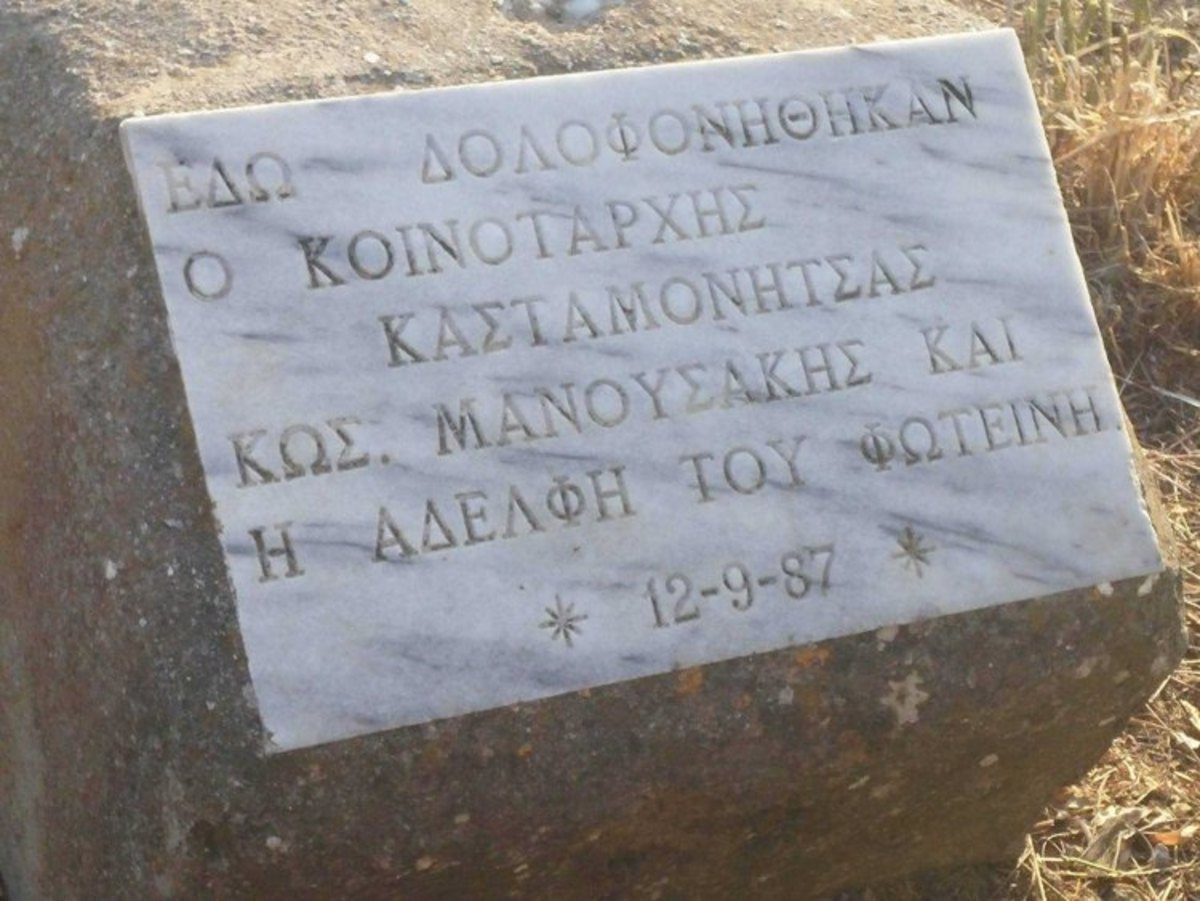 ΕΔΩ ΔΟΛΟΦΟΝΗΘΗΚΑΝ
Ο ΚΟΙΝΟΤΑΡΧΗΣ
ΚΑΣΤΑΜΟΝΗΤΣΑΣ
ΚΩΣ. ΜΑΝΟΥΣΑΚΗΣ ΚΑΙ
Η ΑΔΕΛΦΗ ΤΟΥ ΦΩΤΕΙΝΗ.
* 12-9-87 *